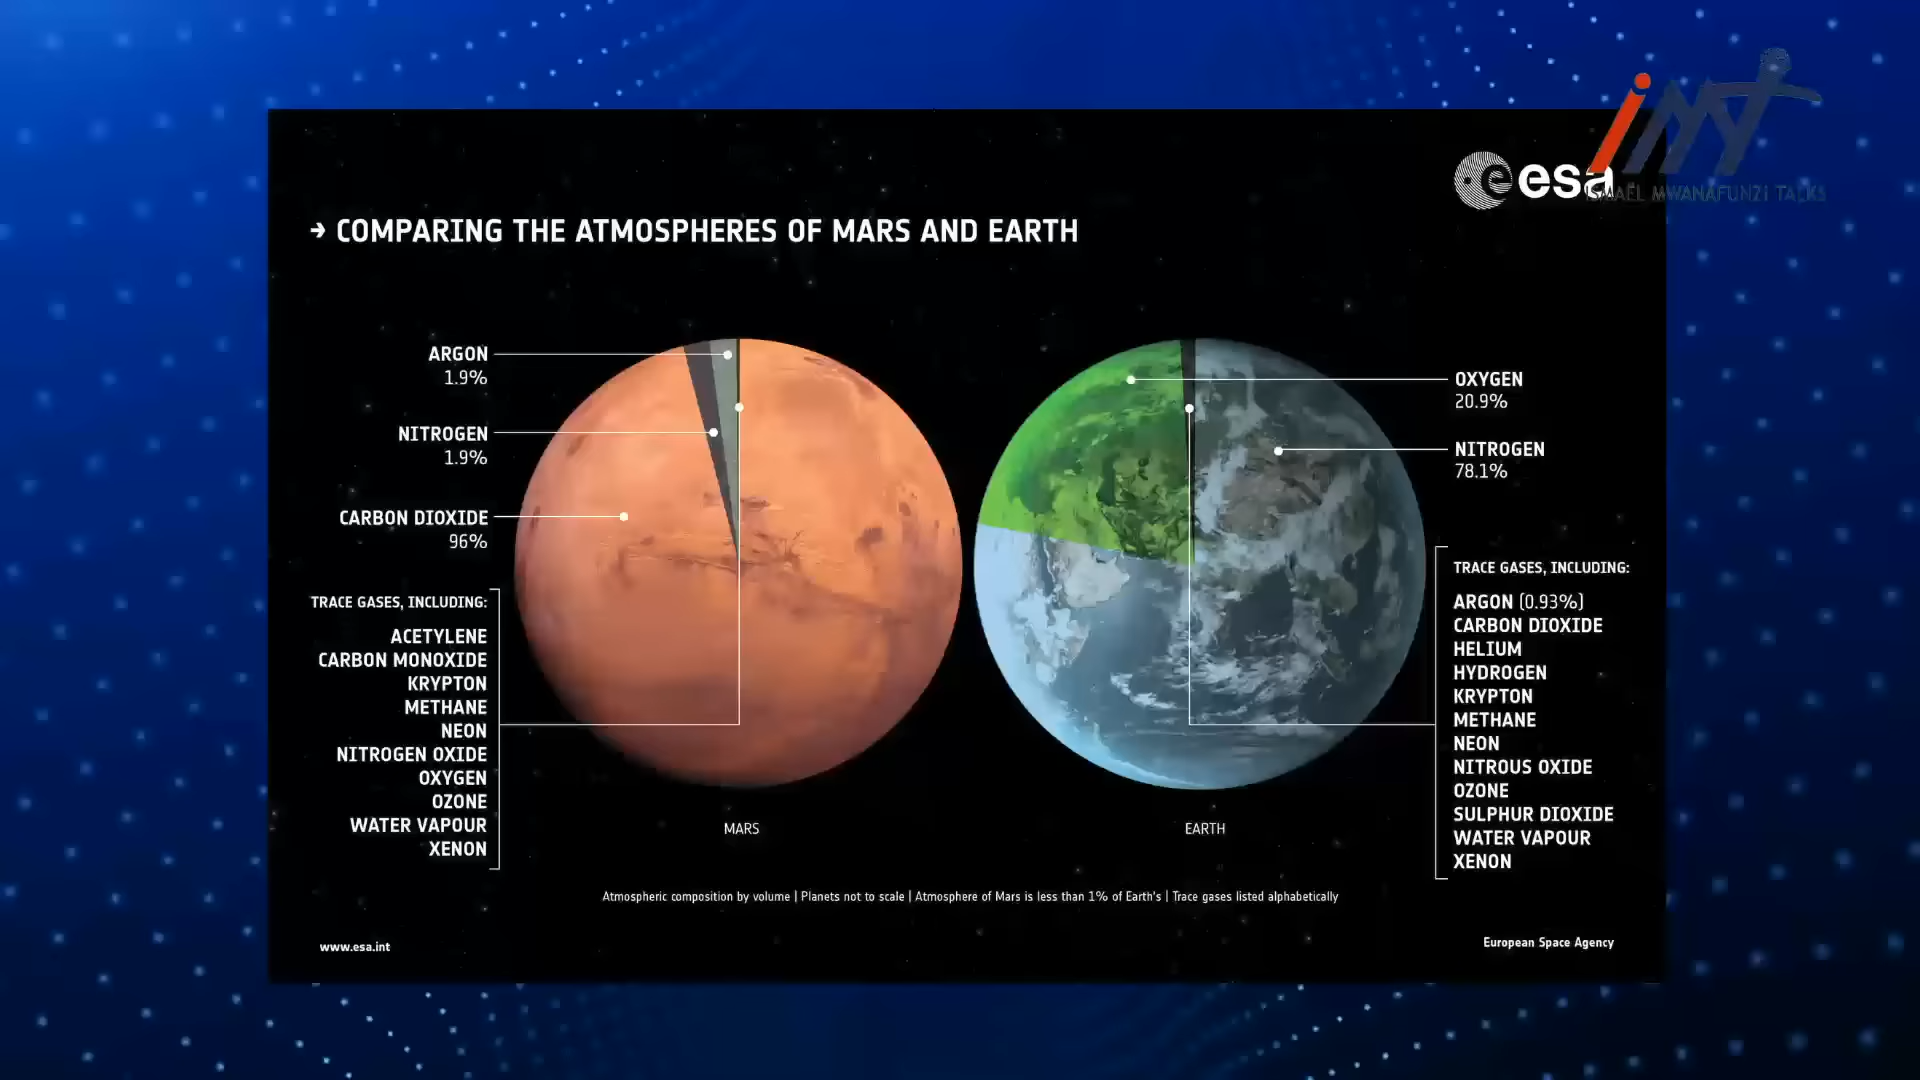 esa
imt
ISMAEL MWANAFUNZI TALKS
→ COMPARING THE ATMOSPHERES OF MARS AND EARTH
ARGON
1.9%
NITROGEN
1.9%
CARBON DIOXIDE
96%
TRACE GASES, INCLUDING:
ACETYLENE
CARBON MONOXIDE
KRYPTON
METHANE
NEON
NITROGEN OXIDE
OXYGEN
OZONE
WATER VAPOUR
XENON
MARS
OXYGEN
20.9%
NITROGEN
78.1%
TRACE GASES, INCLUDING:
ARGON (0.93%)
CARBON DIOXIDE
HELIUM
HYDROGEN
KRYPTON
METHANE
NEON
NITROUS OXIDE
OZONE
SULPHUR DIOXIDE
WATER VAPOUR
XENON
EARTH
Atmospheric composition by volume | Planets not to scale | Atmosphere of Mars is less than 1% of Earth's | Trace gases listed alphabetically
www.esa.int
European Space Agency